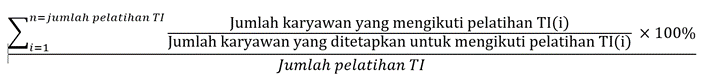 n=jumlah pelatihan TI
∑ Jumlah karyawan yang mengikuti pelatihan TI(i)
i=1 Jumlah karyawan yang ditetapkan untuk mengikuti pelatihan TI(i) × 100%
Jumlah pelatihan TI